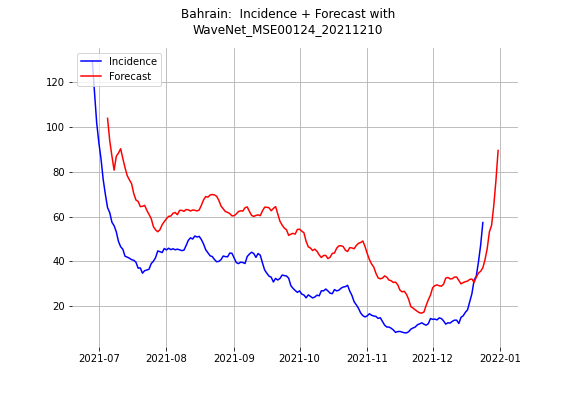 Bahrain:  Incidence + Forecast with
WaveNet_MSE00124_20211210
Incidence
Forecast
120
100
80
60
40
20
2021-07 2021-08 2021-09 2021-10 2021-11 2021-12 2022-01